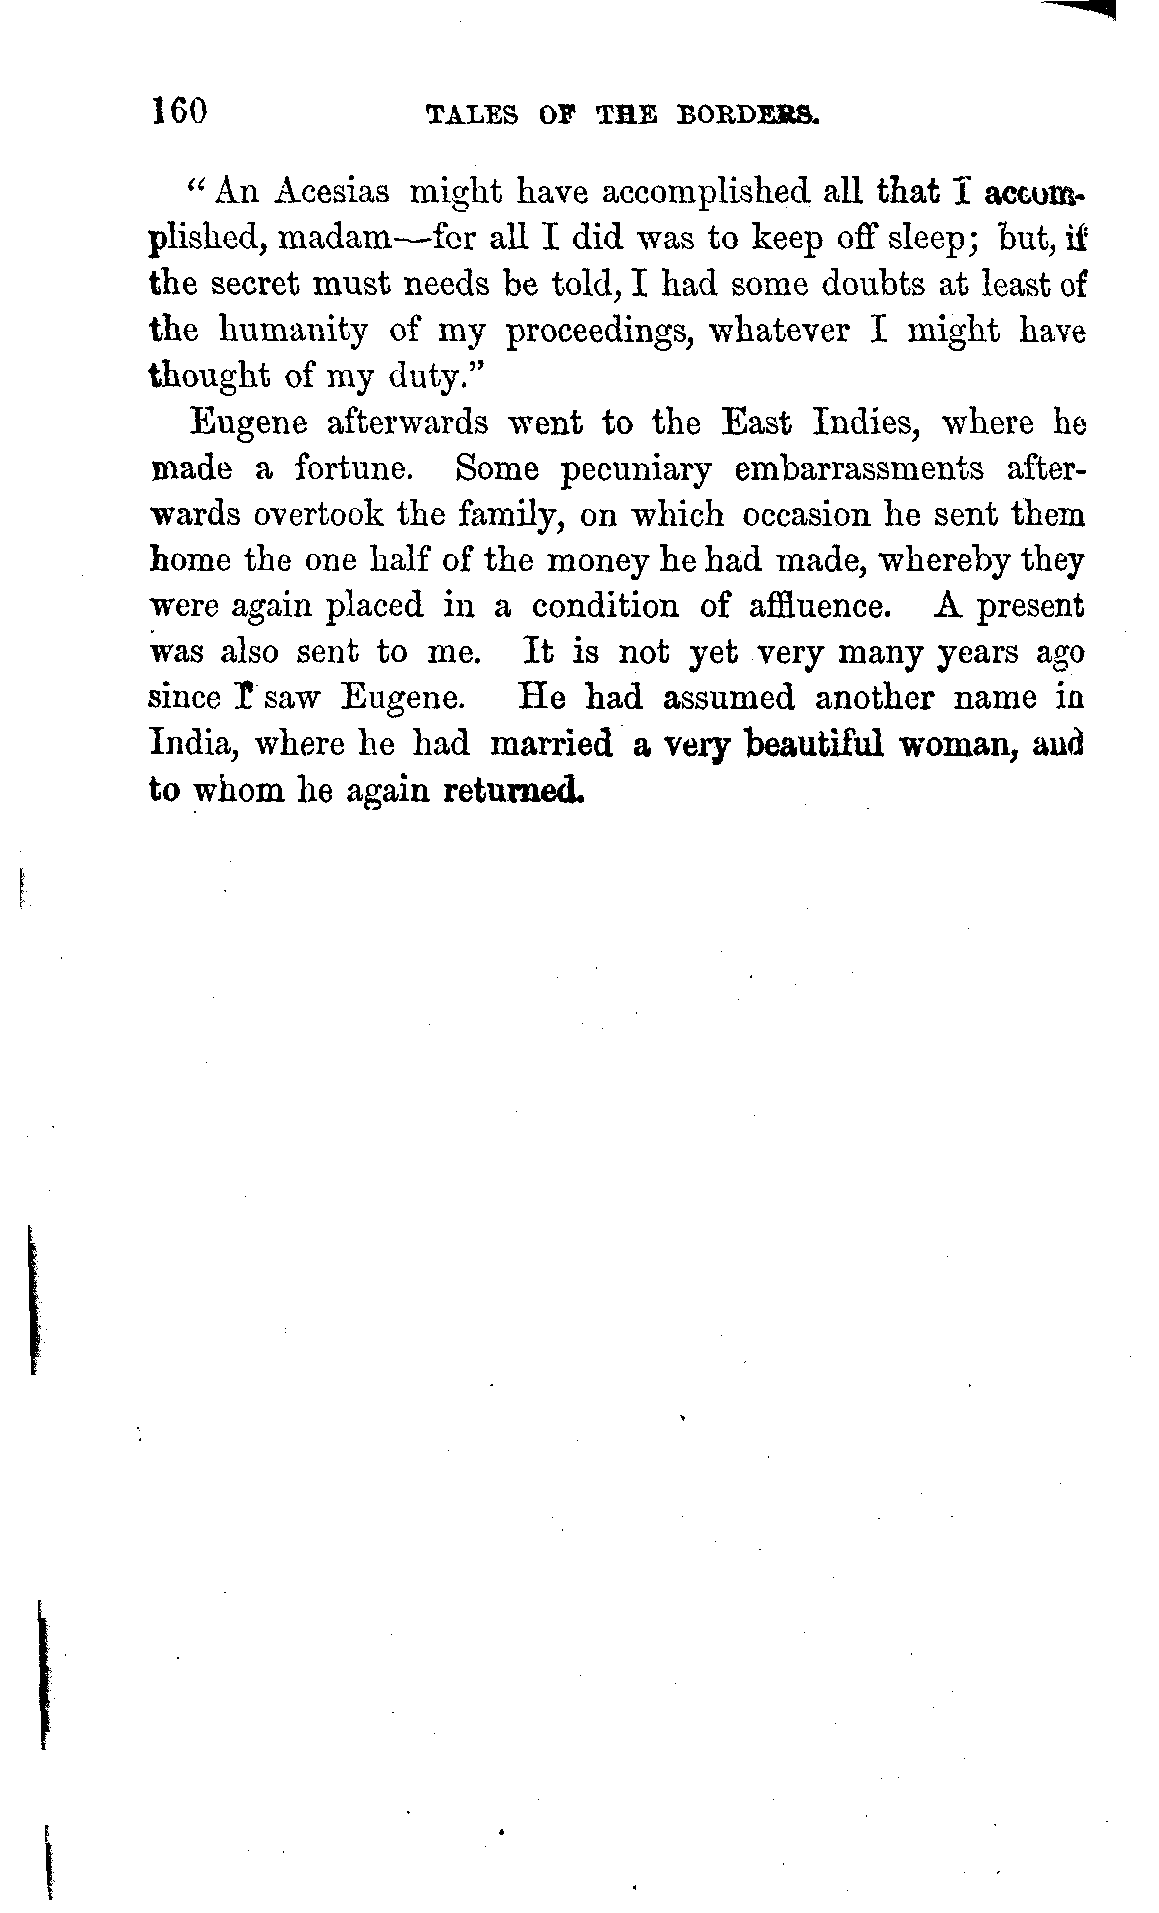 160 TALES OF THE BORDERS.
“An Acesias might have accomplished all that I accom-
plished, madam—for all I did was to keep off sleep; but, if
the secret must needs be told, I had some doubts at least of
the humanity of my proceedings, whatever I might have
thought of my duty.”
Eugene afterwards went to the East Indies, where he
made a fortune. Some pecuniary embarrassments after-
wards overtook the family, on which occasion he sent them
home the one half of the money he had made, whereby they
were again placed in a condition of affluence. A present
was also sent to me. It is not yet very many years ago
since I saw Eugene. He had assumed another name in
India, where he had married a very beautiful woman, and
to whom he again returned.